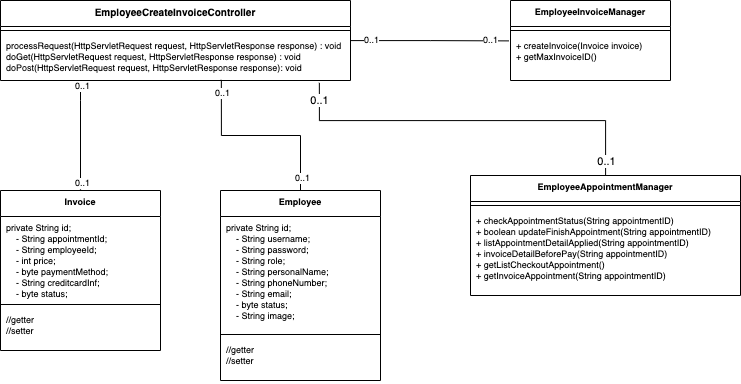 EmployeeCreateInvoiceController
processRequest(HttpServletRequest request, HttpServletResponse response) : void
doGet(HttpServletRequest request, HttpServletResponse response) : void
doPost(HttpServletRequest request, HttpServletResponse response): void
0..1
0..1
EmployeeInvoiceManager
+ createInvoice(Invoice invoice)
+ getMaxInvoiceID()
0..1
0..1
0..1
0..1
0..1
0..1
Invoice
private String id;
- String appointmentId;
- String employeeId;
- int price;
- byte paymentMethod;
- String creditcardInf;
- byte status;
//getter
//setter
Employee
private String id;
- String username;
- String password;
- String role;
- String personalName;
- String phoneNumber;
- String email;
- byte status;
- String image;
//getter
//setter
EmployeeAppointmentManager
+ checkAppointmentStatus(String appointmentID)
+ boolean updateFinishAppointment(String appointmentID)
+ listAppointmentDetailApplied(String appointmentID)
+ invoiceDetailBeforePay(String appointmentID)
+ getListCheckoutAppointment()
+ getInvoiceAppointment(String appointmentID)